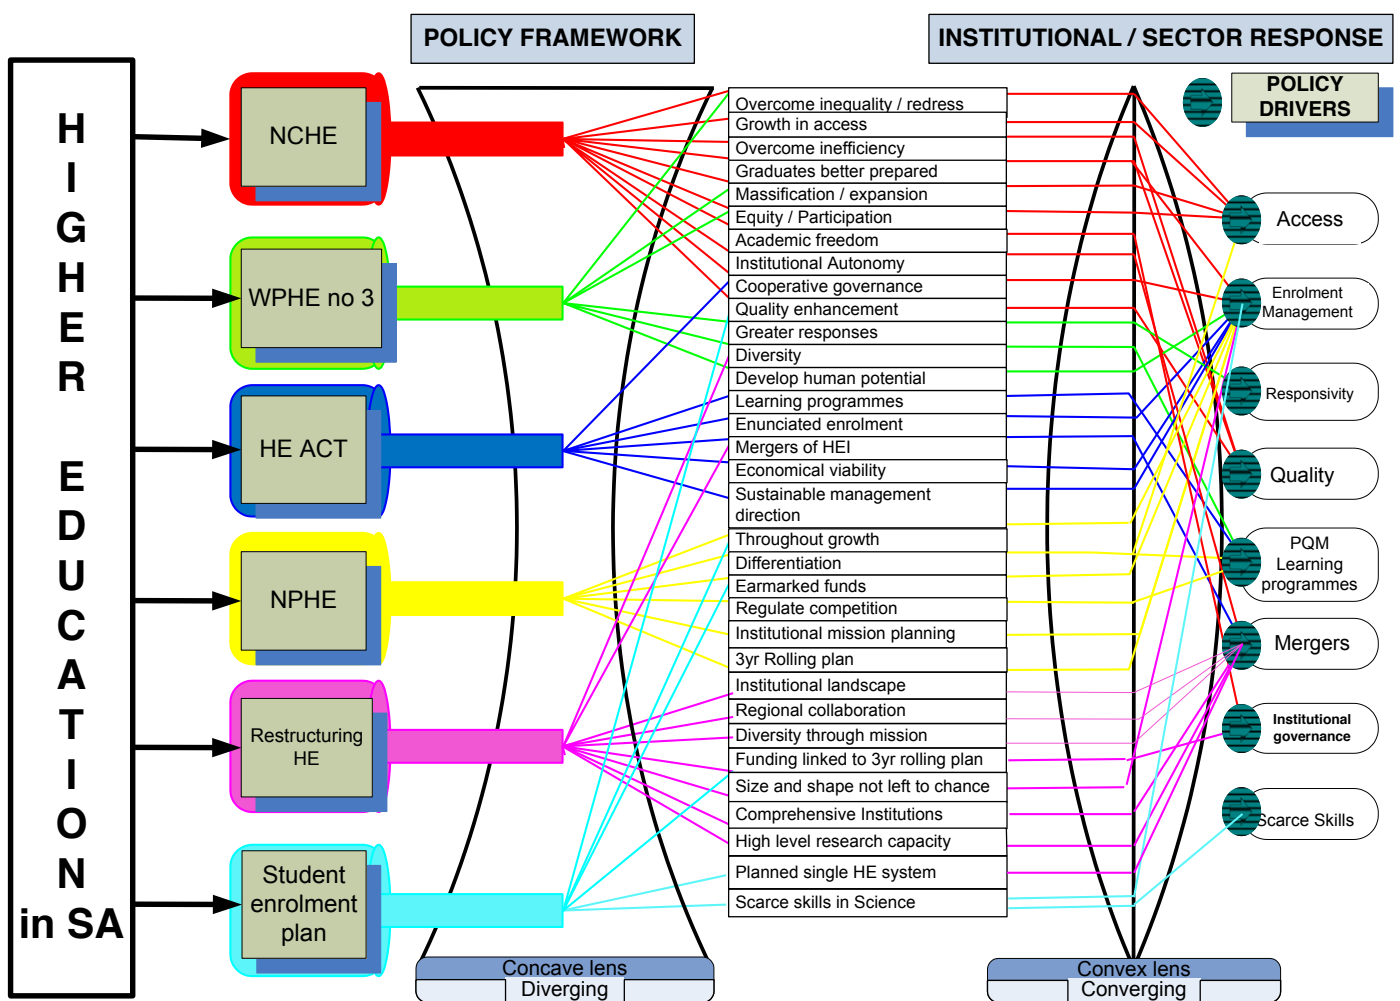 POLICY FRAMEWORK
INSTITUTIONAL / SECTOR RESPONSE
HIGHER EDUCATION
in SA
NCHE
WPHE no 3
HE ACT
NPHE
Restructuring
HE
Student
enrolment
plan
Overcome inequality / redress
Growth in access
Overcome inefficiency
Graduates better prepared
Massification / expansion
Equity / Participation
Academic freedom
Institutional Autonomy
Cooperative governance
Quality enhancement
Greater responses
Diversity
Develop human potential
Learning programmes
Enunciated enrolment
Mergers of HEI
Economical viability
Sustainable management
direction
Throughout growth
Differentiation
Earmarked funds
Regulate competition
Institutional mission planning
3yr Rolling plan
Institutional landscape
Regional collaboration
Diversity through mission
Funding linked to 3yr rolling plan
Size and shape not left to chance
Comprehensive Institutions
High level research capacity
Planned single HE system
Scarce skills in Science
POLICY
DRIVERS
Access
Enrolment
Management
Responsivity
Quality
PQM
Learning
programmes
Mergers
Institutional
governance
Scarce Skills
Concave lens
Diverging
Convex lens
Converging